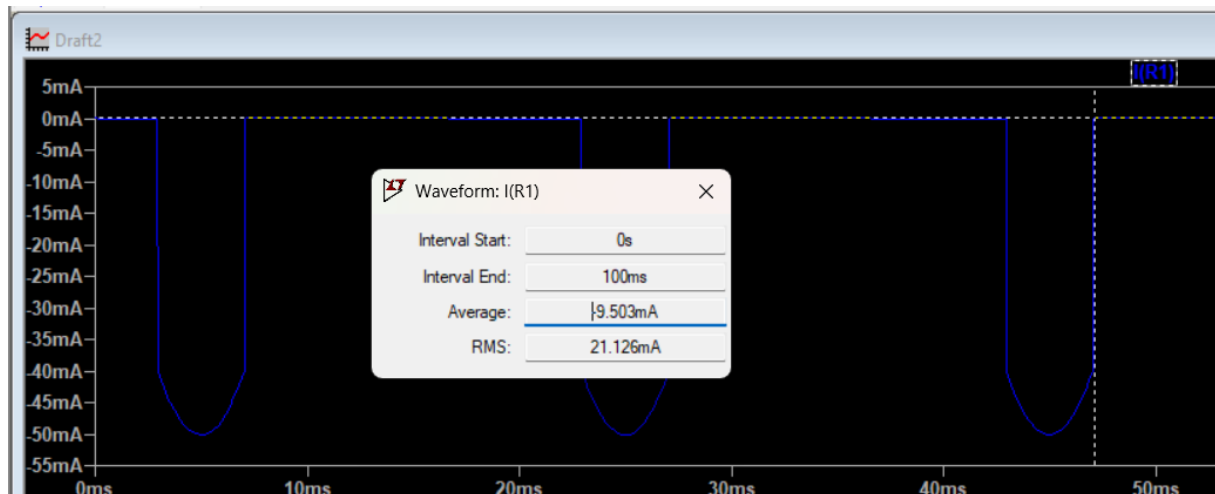 Draft2
I(R1)
5mA
0mA
-5mA
-10mA
-15mA
-20mA
-25mA
-30mA
-35mA
-40mA
-45mA
-50mA
-55mA
0ms 10ms 20ms 30ms 40ms 50ms
Waveform: I(R1)
Interval Start: 0s
Interval End: 100ms
Average: -9.503mA
RMS: 21.126mA